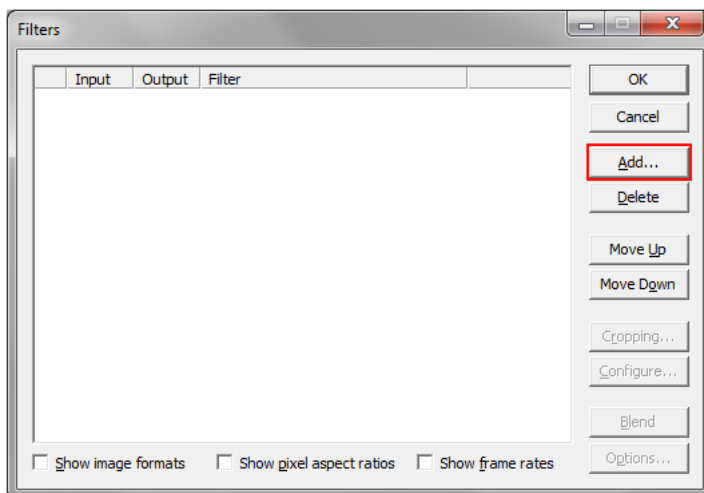 Filters
Input Output Filter
OK
Cancel
Add...
Delete
Move Up
Move Down
Cropping...
Configure...
Blend
Options...
Show image formats Show pixel aspect ratios Show frame rates